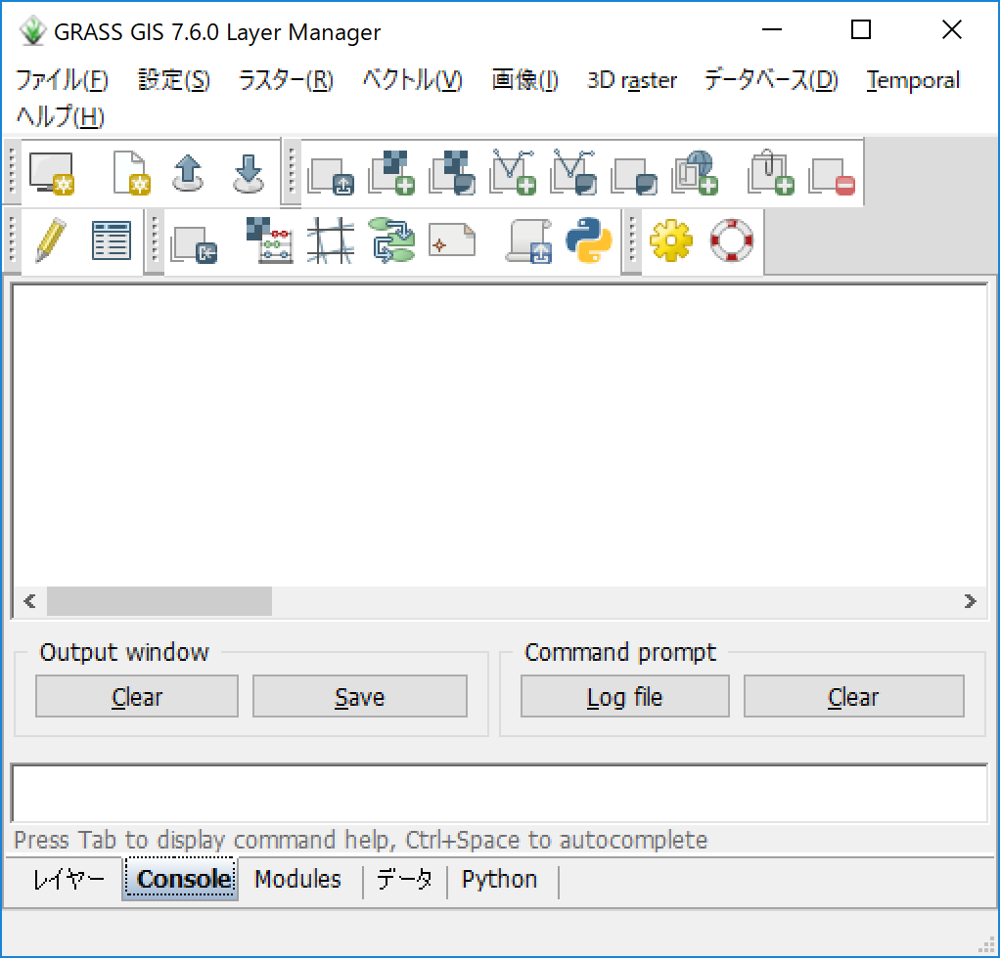 GRASS GIS 7.6.0 Layer Manager
ファイル(F) 設定(S) ラスター(R) ベクトル(V) 画像(I) 3D raster データベース(D) Temporal
ヘルプ(H)
Output window Command prompt
Clear Save Log file Clear
Press Tab to display command help, Ctrl+Space to autocomplete
レイヤー Console Modules データ Python